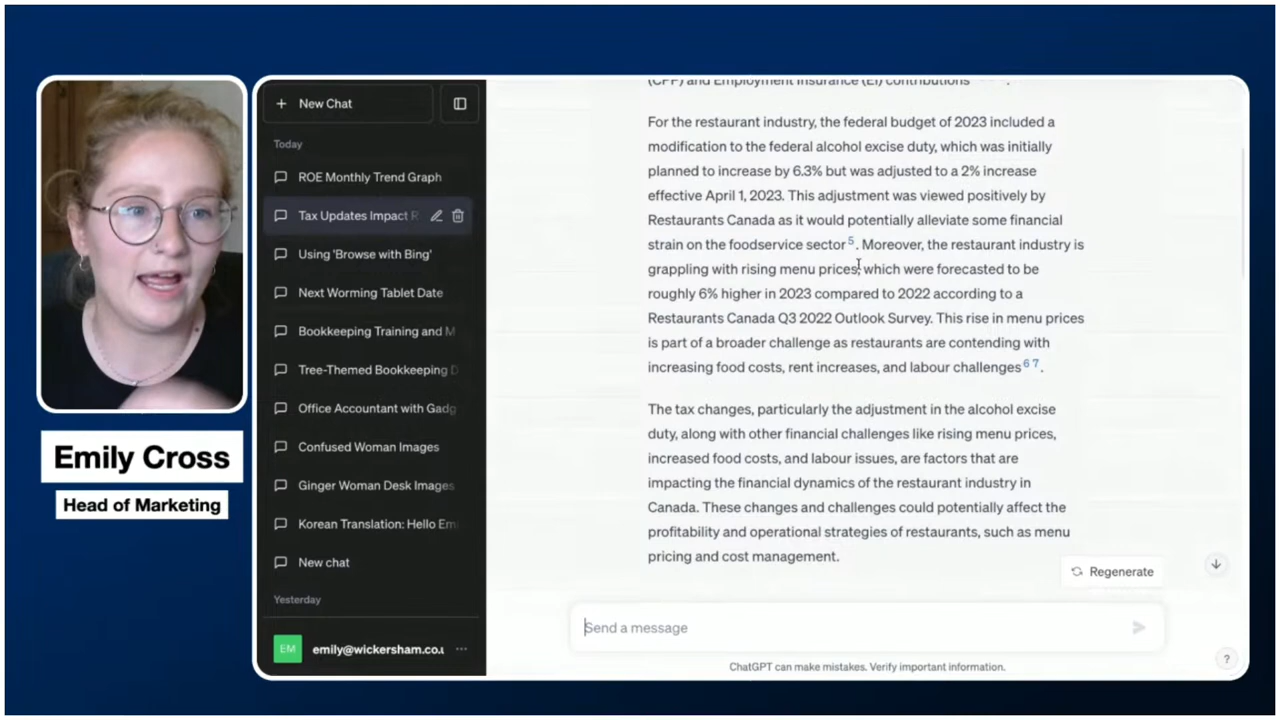 Emily Cross
Head of Marketing
New Chat
Today
ROE Monthly Trend Graph
Tax Updates Impact R
Using 'Browse with Bing'
Next Worming Tablet Date
Bookkeeping Training and M
Tree-Themed Bookkeeping D
Office Accountant with Gadg
Confused Woman Images
Ginger Woman Desk Images
Korean Translation: Hello Em
New chat
Yesterday
EM
emily@wickersham.co.u
(CPP) and Employment Insurance (EI) contributions
For the restaurant industry, the federal budget of 2023 included a
modification to the federal alcohol excise duty, which was initially
planned to increase by 6.3% but was adjusted to a 2% increase
effective April 1, 2023. This adjustment was viewed positively by
Restaurants Canada as it would potentially alleviate some financial
strain on the foodservice sector 5. Moreover, the restaurant industry is
grappling with rising menu prices, which were forecasted to be
roughly 6% higher in 2023 compared to 2022 according to a
Restaurants Canada Q3 2022 Outlook Survey. This rise in menu prices
is part of a broader challenge as restaurants are contending with
increasing food costs, rent increases, and labour challenges 6 7.
The tax changes, particularly the adjustment in the alcohol excise
duty, along with other financial challenges like rising menu prices,
increased food costs, and labour issues, are factors that are
impacting the financial dynamics of the restaurant industry in
Canada. These changes and challenges could potentially affect the
profitability and operational strategies of restaurants, such as menu
pricing and cost management.
Regenerate
Send a message
ChatGPT can make mistakes. Verify important information.
?